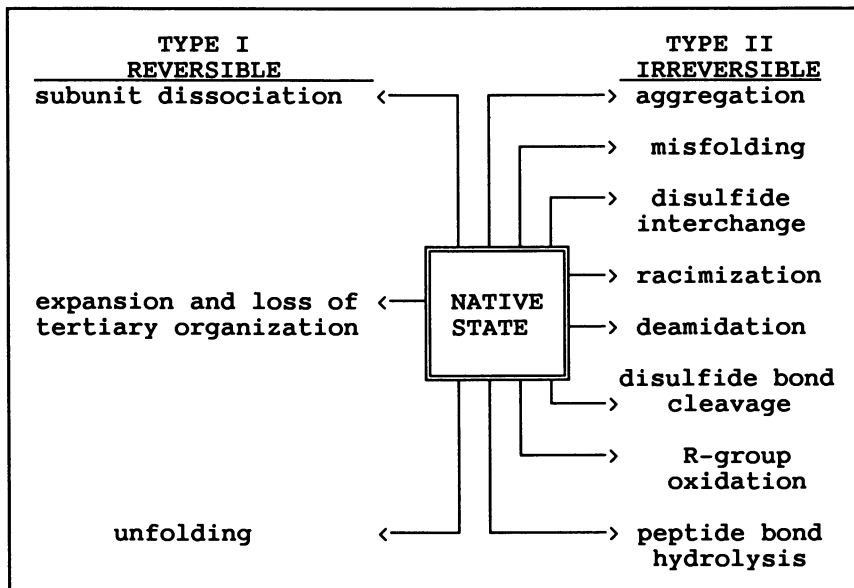 TYPE I
REVERSIBLE
subunit dissociation
expansion and loss of
tertiary organization
unfolding
NATIVE
STATE
TYPE II
IRREVERSIBLE
aggregation
misfolding
disulfide
interchange
racimization
deamidation
disulfide bond
cleavage
R-group
oxidation
peptide bond
hydrolysis